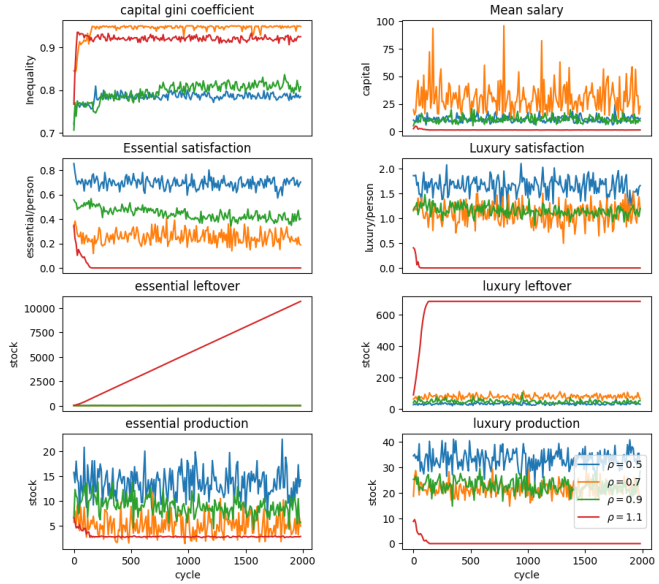 capital gini coefficient
Inequality
0.9
0.8
0.7
Mean salary
capital
100
75
50
25
0
Essential satisfaction
essential/person
0.8
0.6
0.4
0.2
0.0
Luxury satisfaction
luxury/person
2.0
1.5
1.0
0.5
0.0
essential leftover
stock
10000
7500
5000
2500
0
luxury leftover
stock
600
400
200
0
essential production
stock
20
15
10
5
0 500 1000 1500 2000
cycle
luxury production
stock
40
30
20
10
0
0 500 1000 1500 2000
cycle
ρ = 0.5
ρ = 0.7
ρ = 0.9
ρ = 1.1